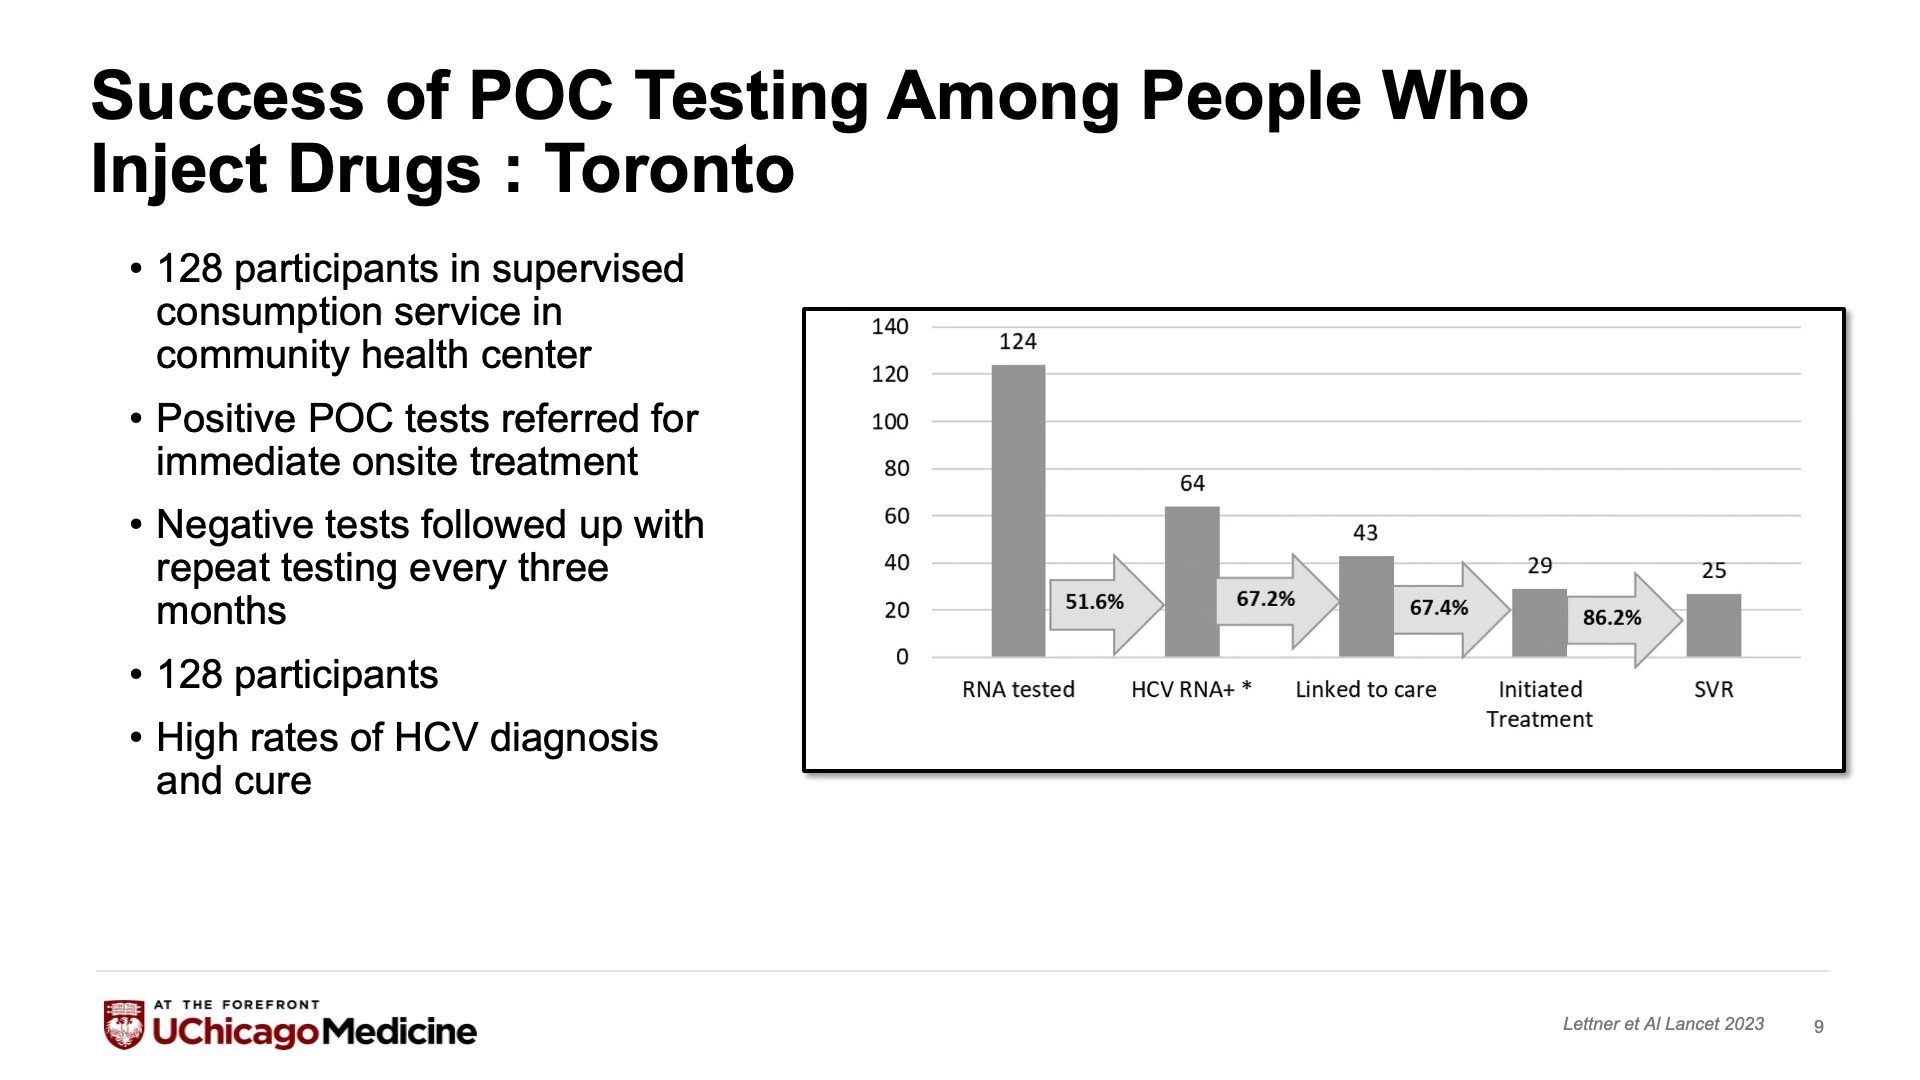 Success of POC Testing Among People Who
Inject Drugs : Toronto
• 128 participants in supervised
consumption service in
community health center
• Positive POC tests referred for
immediate onsite treatment
• Negative tests followed up with
repeat testing every three
months
• 128 participants
• High rates of HCV diagnosis
and cure
140
120
100
80
60
40
20
0
124
64
43
29
25
51.6%
67.2%
67.4%
86.2%
RNA tested
HCV RNA+ *
Linked to care
Initiated
Treatment
SVR
AT THE FOREFRONT
UChicagoMedicine
Lettner et Al Lancet 2023
9